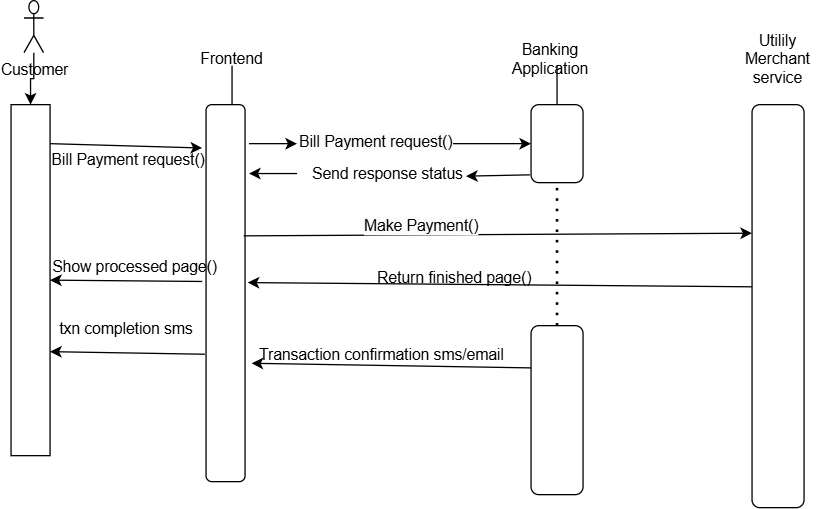 Customer
Frontend
Banking
Application
Utilily
Merchant
service
Bill Payment request()
Bill Payment request()
Send response status
Make Payment()
Show processed page()
Return finished page()
txn completion sms
Transaction confirmation sms/email